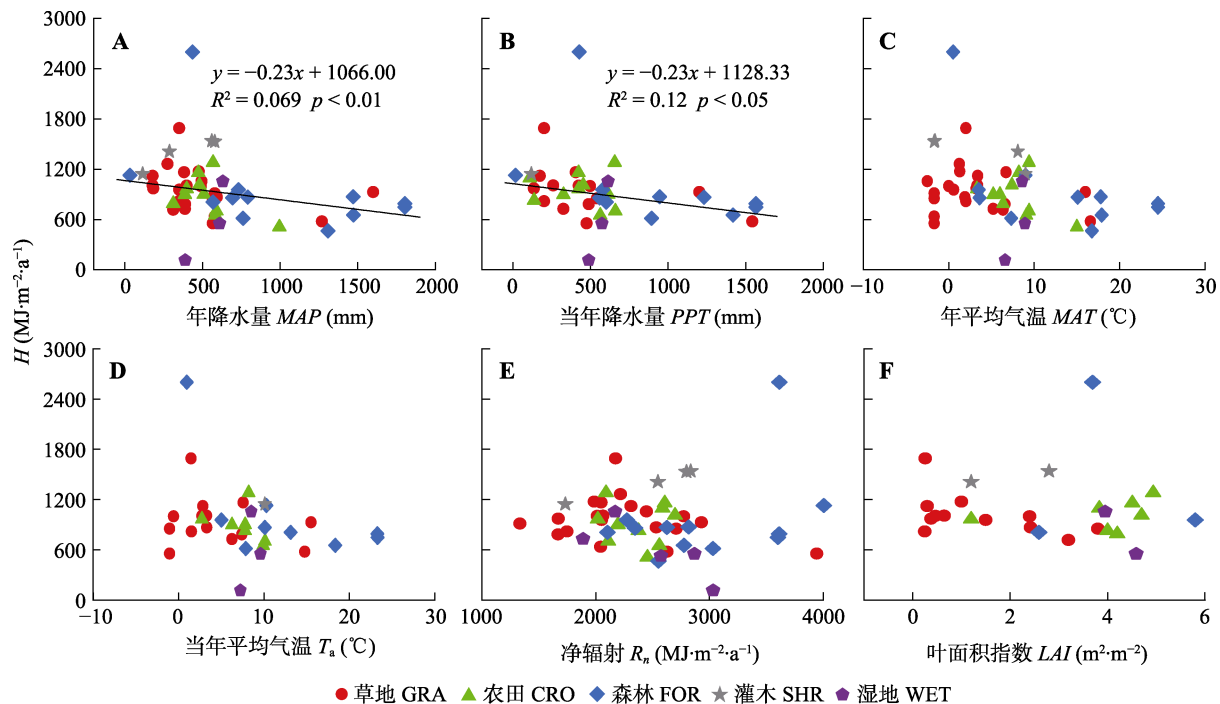 H (MJ·m⁻²·a⁻¹)
3000
2400
1800
1200
600
0
A
y = −0.23x + 1066.00
R² = 0.069 p < 0.01
0 500 1000 1500 2000
年降水量 MAP (mm)
B
y = −0.23x + 1128.33
R² = 0.12 p < 0.05
0 500 1000 1500 2000
当年降水量 PPT (mm)
C
−10 0 10 20 30
年平均气温 MAT (℃)
3000
2400
1800
1200
600
0
D
−10 0 10 20 30
当年平均气温 Ta (℃)
E
1000 2000 3000 4000
净辐射 Rn (MJ·m⁻²·a⁻¹)
F
0 2 4 6
叶面积指数 LAI (m²·m⁻²)
草地 GRA 农田 CRO 森林 FOR 灌木 SHR 湿地 WET